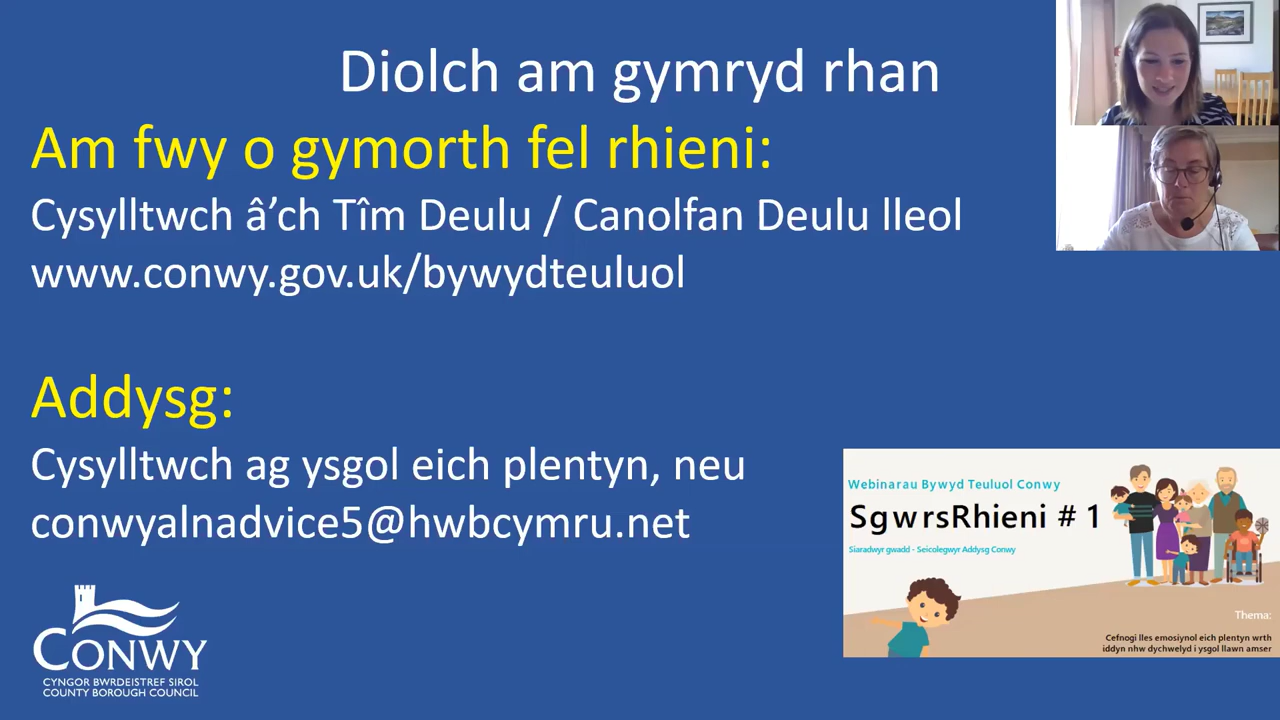 Diolch am gymryd rhan
Am fwy o gymorth fel rhieni:
Cysylltwch â’ch Tîm Deulu / Canolfan Deulu lleol
www.conwy.gov.uk/bywydteuluol
Addysg:
Cysylltwch ag ysgol eich plentyn, neu
conwyalnadvice5@hwbcymru.net
Webinarau Bywyd Teuluol Conwy
SgwrsRhieni # 1
Siaradwyr gwadd - Seicolegwyr Addysg Conwy
Thema:
Cefnogi lles emosiynol eich plentyn wrth
iddyn nhw dychwelyd i ysgol llawn amser
CONWY
CYNGOR BWRDEISTREF SIROL
COUNTY BOROUGH COUNCIL